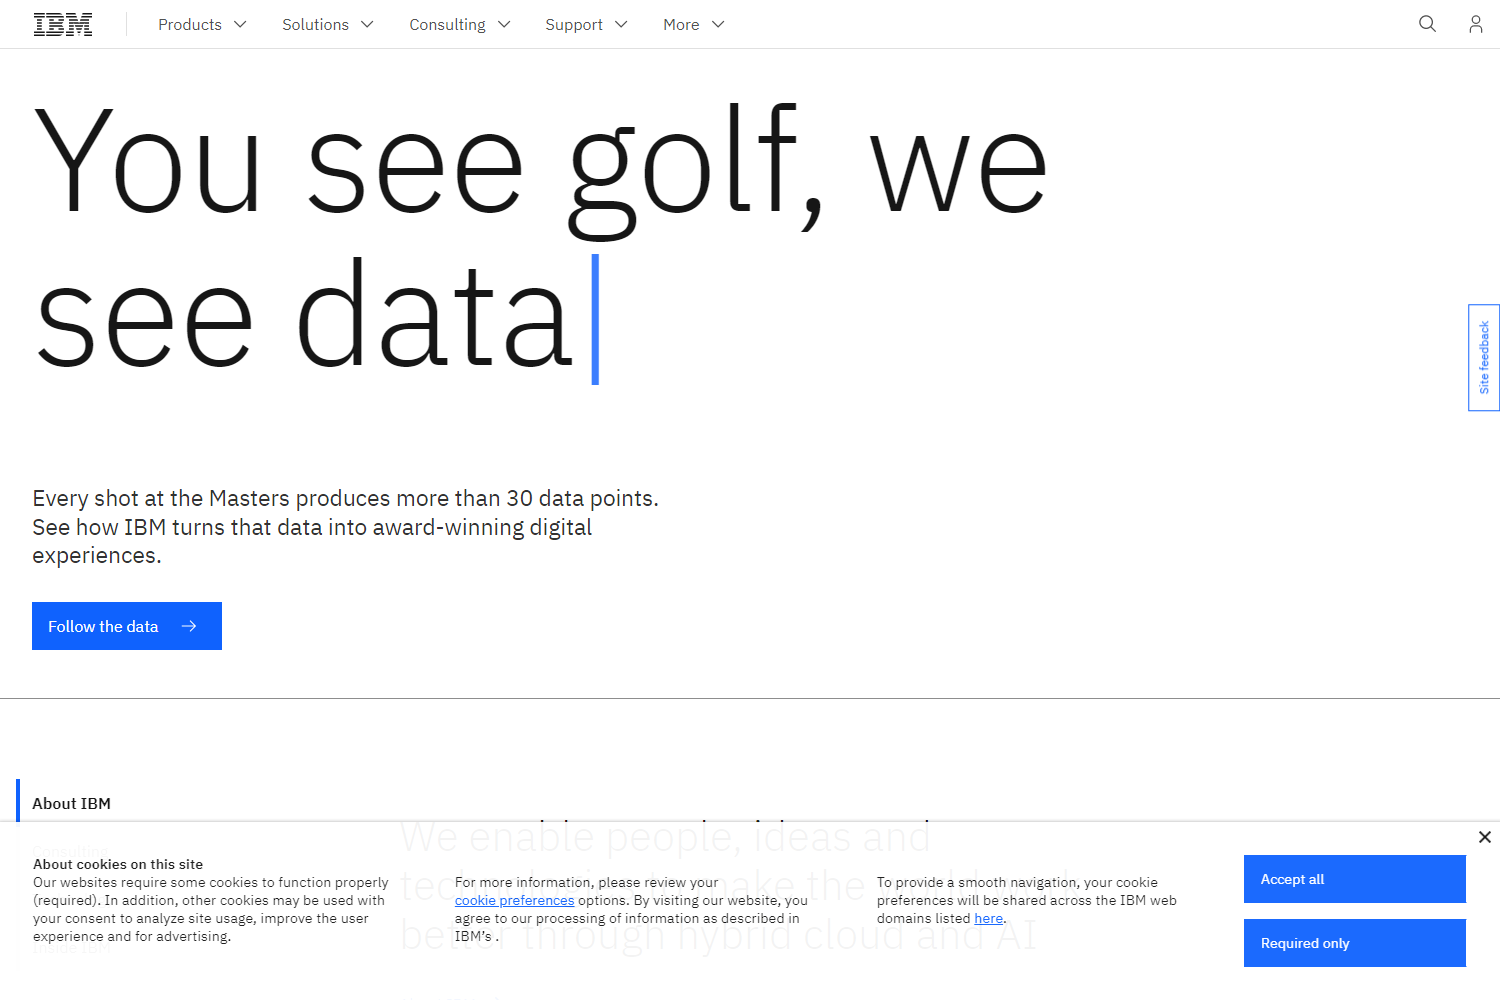 IBM
Products
Solutions
Consulting
Support
More
You see golf, we
see data
Site feedback
Every shot at the Masters produces more than 30 data points.
See how IBM turns that data into award-winning digital
experiences.
Follow the data
About IBM
Consulting
We enable people, ideas and
technologies to make the world work
better through hybrid cloud and AI
About cookies on this site
Our websites require some cookies to function properly
(required). In addition, other cookies may be used with
your consent to analyze site usage, improve the user
experience and for advertising.
For more information, please review your
cookie preferences options. By visiting our website, you
agree to our processing of information as described in
IBM’s .
To provide a smooth navigation, your cookie
preferences will be shared across the IBM web
domains listed here.
Accept all
Required only